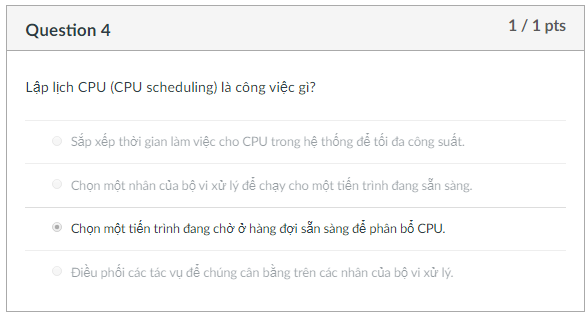 Question 4
1 / 1 pts
Lập lịch CPU (CPU scheduling) là công việc gì?
Sắp xếp thời gian làm việc cho CPU trong hệ thống để tối đa công suất.
Chọn một nhân của bộ vi xử lý để chạy cho một tiến trình đang sẵn sàng.
Chọn một tiến trình đang chờ ở hàng đợi sẵn sàng để phân bổ CPU.
Điều phối các tác vụ để chúng cân bằng trên các nhân của bộ vi xử lý.